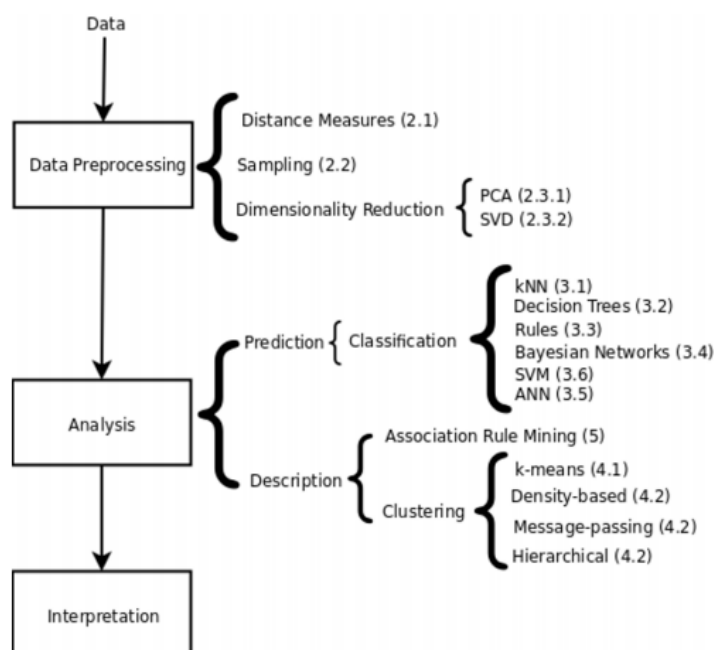 Data
Data Preprocessing
Distance Measures (2.1)
Sampling (2.2)
Dimensionality Reduction
PCA (2.3.1)
SVD (2.3.2)
Analysis
Prediction
Classification
kNN (3.1)
Decision Trees (3.2)
Rules (3.3)
Bayesian Networks (3.4)
SVM (3.6)
ANN (3.5)
Description
Association Rule Mining (5)
Clustering
k-means (4.1)
Density-based (4.2)
Message-passing (4.2)
Hierarchical (4.2)
Interpretation